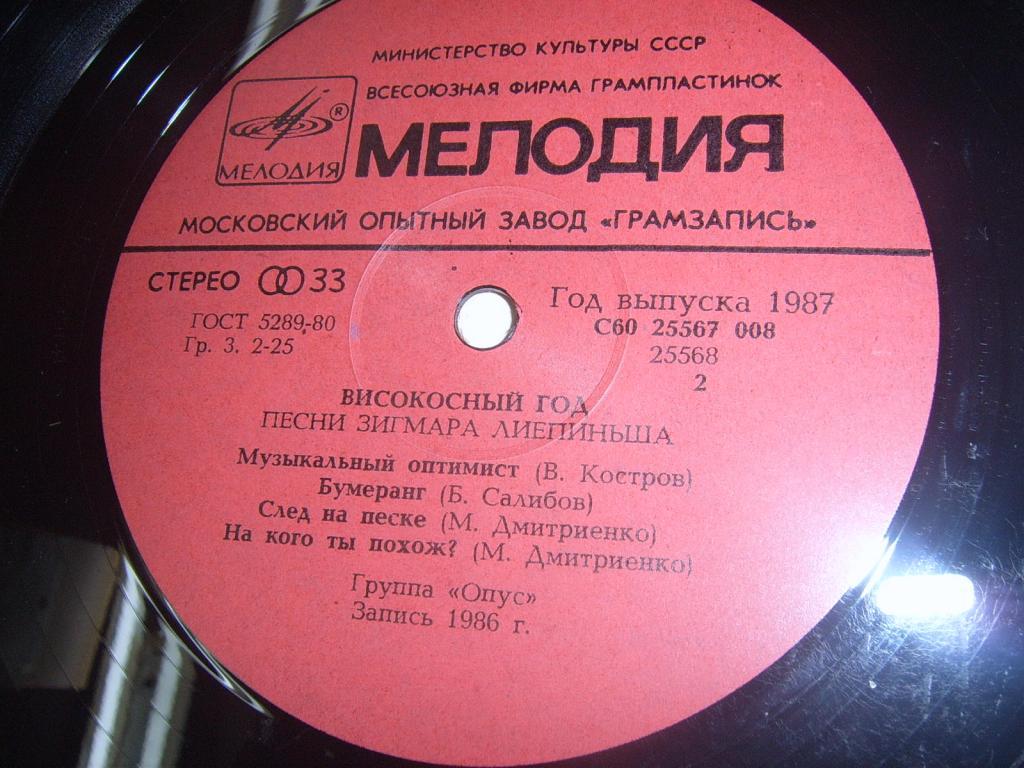 МИНИСТЕРСТВО КУЛЬТУРЫ СССР
ВСЕСОЮЗНАЯ ФИРМА ГРАМПЛАСТИНОК
®
МЕЛОДИЯ
МЕЛОДИЯ
МОСКОВСКИЙ ОПЫТНЫЙ ЗАВОД «ГРАМЗАПИСЬ»
СТЕРЕО 33
ГОСТ 5289-80
Гр. 3. 2-25
Год выпуска 1987
С60 25567 008
25568
2
ВИСОКОСНЫЙ ГОД
ПЕСНИ ЗИГМАРА ЛИЕПИНЬША
Музыкальный оптимист (В. Костров)
Бумеранг (Б. Салибов)
След на песке (М. Дмитриенко)
На кого ты похож? (М. Дмитриенко)
Группа «Опус»
Запись 1986 г.